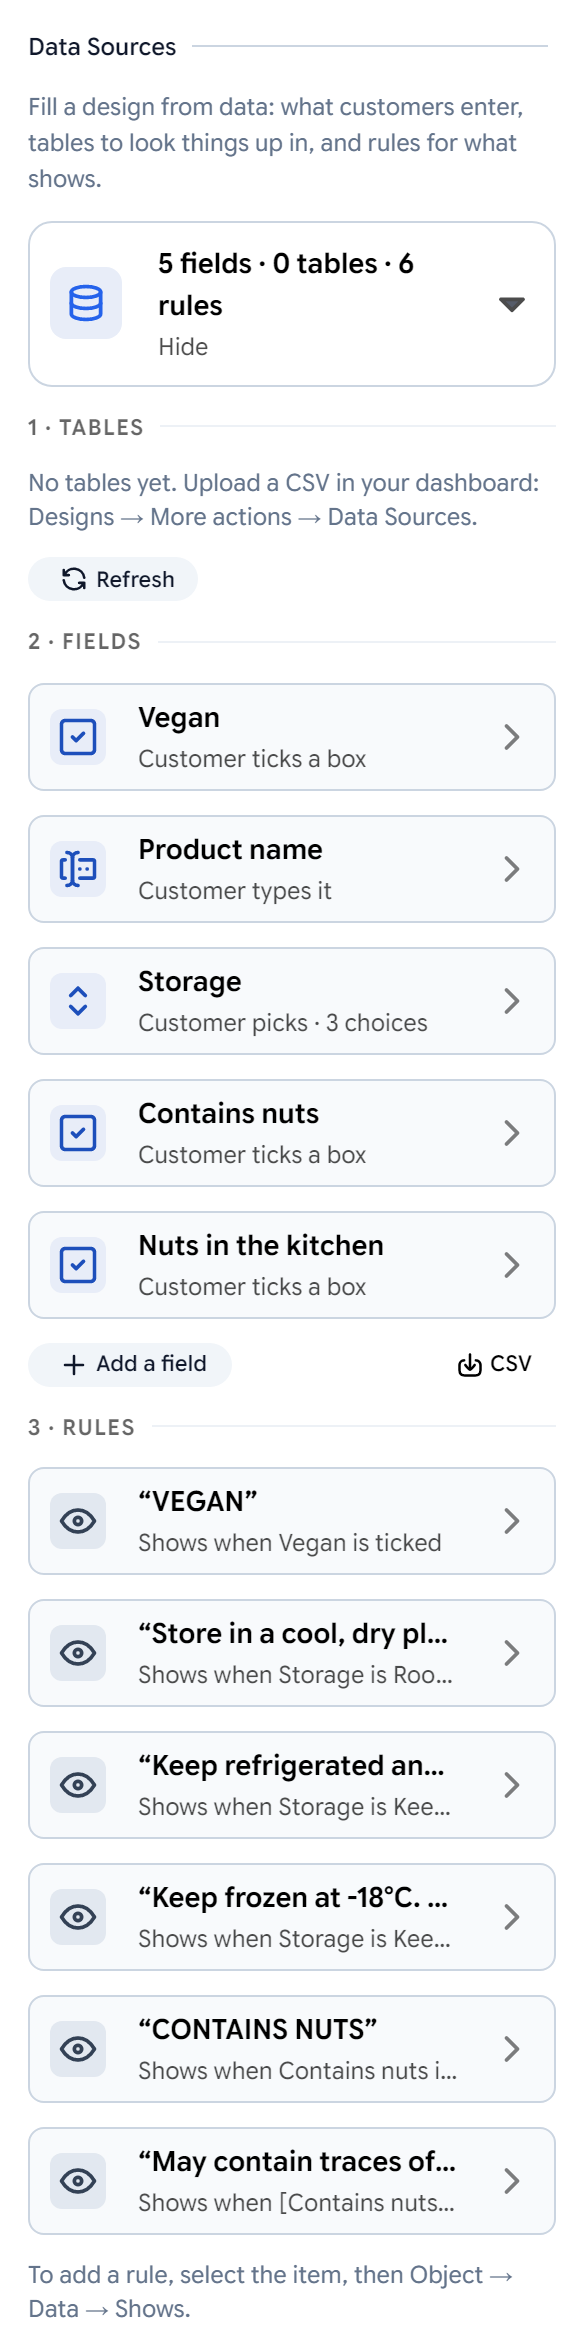 Data Sources
Fill a design from data: what customers enter,
tables to look things up in, and rules for what
shows.
5 fields · 0 tables · 6
rules
Hide
1 · TABLES
No tables yet. Upload a CSV in your dashboard:
Designs → More actions → Data Sources.
Refresh
2 · FIELDS
Vegan
Customer ticks a box
Product name
Customer types it
Storage
Customer picks · 3 choices
Contains nuts
Customer ticks a box
Nuts in the kitchen
Customer ticks a box
+ Add a field
CSV
3 · RULES
“VEGAN”
Shows when Vegan is ticked
“Store in a cool, dry pl...
Shows when Storage is Roo...
“Keep refrigerated an...
Shows when Storage is Kee...
“Keep frozen at -18°C. ...
Shows when Storage is Kee...
“CONTAINS NUTS”
Shows when Contains nuts i...
“May contain traces of...
Shows when [Contains nuts...
To add a rule, select the item, then Object →
Data → Shows.